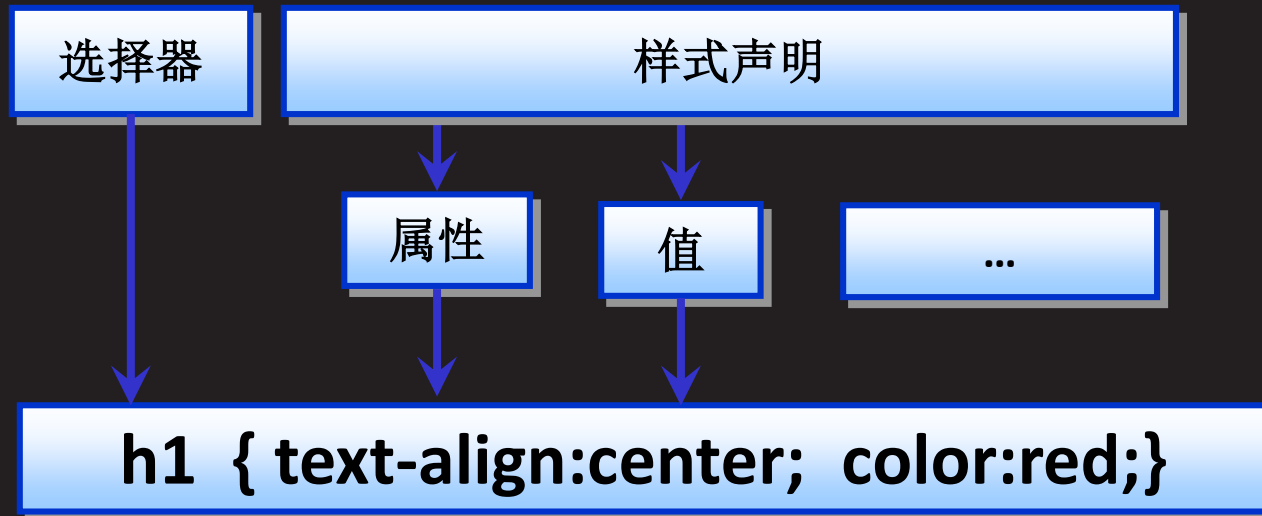 选择器
样式声明
属性
值
...
h1 { text-align:center; color:red;}